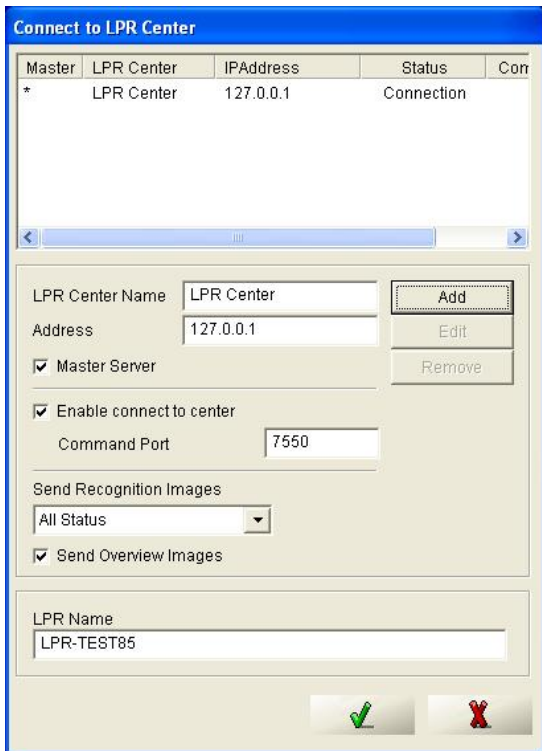 Connect to LPR Center
Master LPR Center IPAddress Status Com
* LPR Center 127.0.0.1 Connection
LPR Center Name LPR Center Add
Address 127.0.0.1 Edit
Master Server Remove
Enable connect to center
Command Port 7550
Send Recognition Images
All Status
Send Overview Images
LPR Name
LPR-TEST85